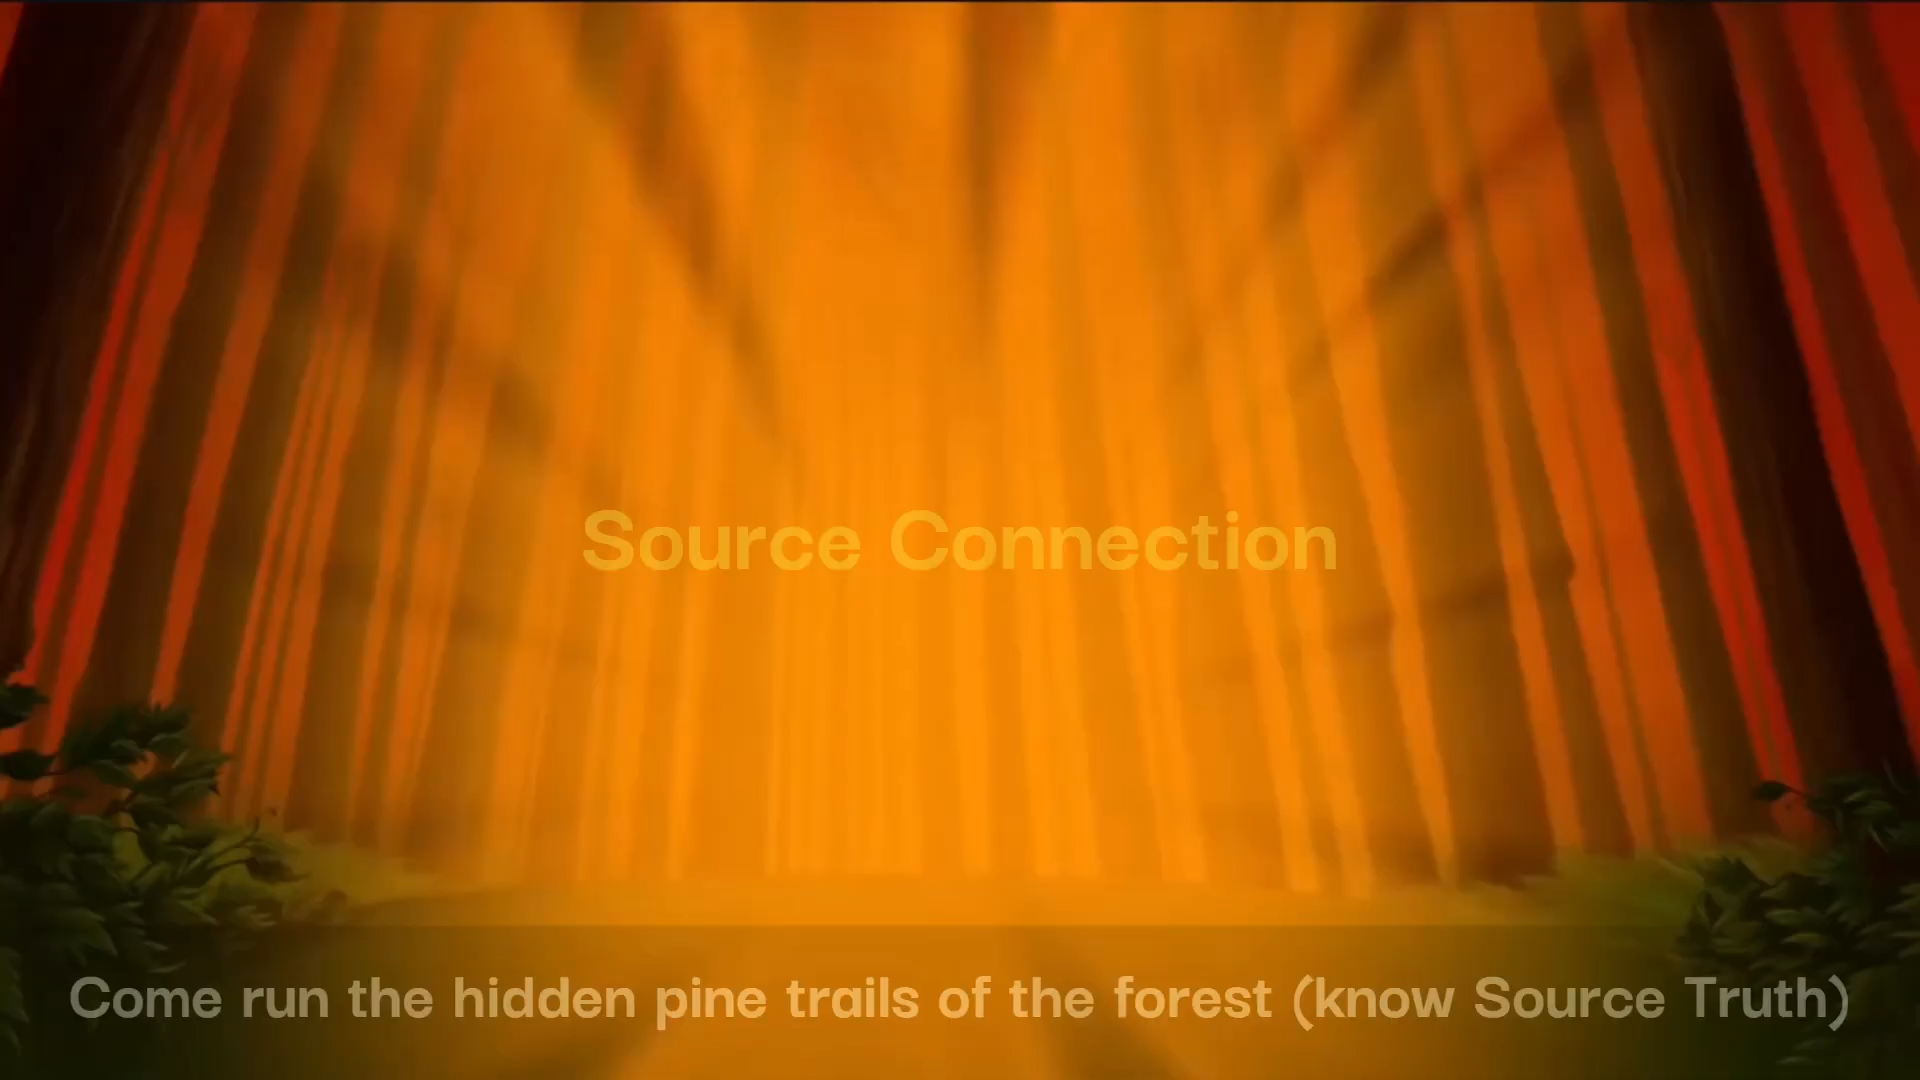 Source Connection
Come run the hidden pine trails of the forest (know Source Truth)